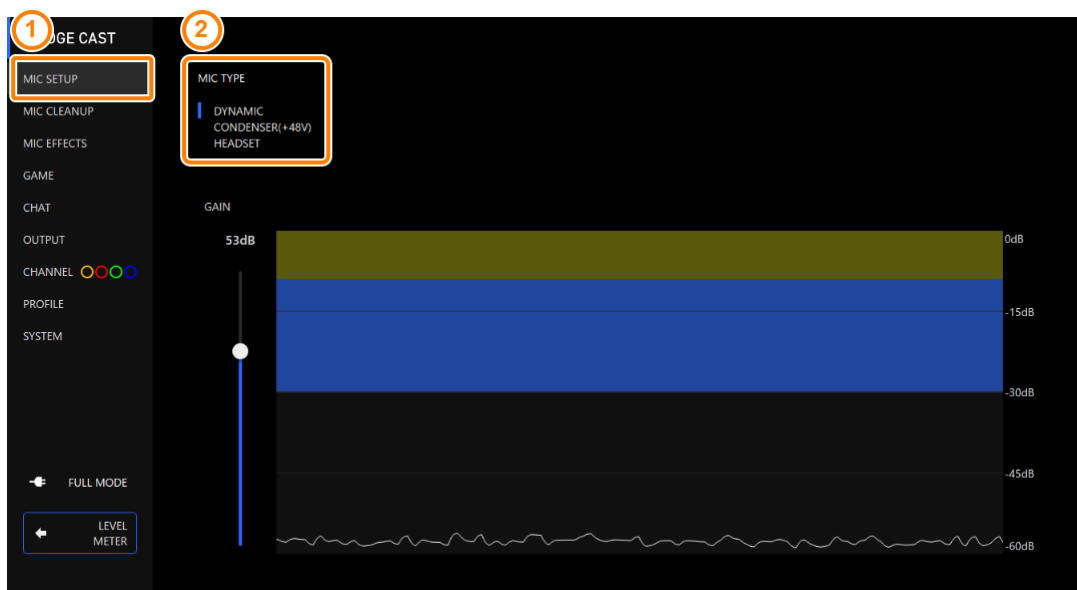 1
2
GE CAST
MIC SETUP
MIC CLEANUP
MIC EFFECTS
GAME
CHAT
OUTPUT
CHANNEL
PROFILE
SYSTEM
FULL MODE
LEVEL
METER
MIC TYPE
DYNAMIC
CONDENSER(+48V)
HEADSET
GAIN
53dB
0dB
-15dB
-30dB
-45dB
-60dB